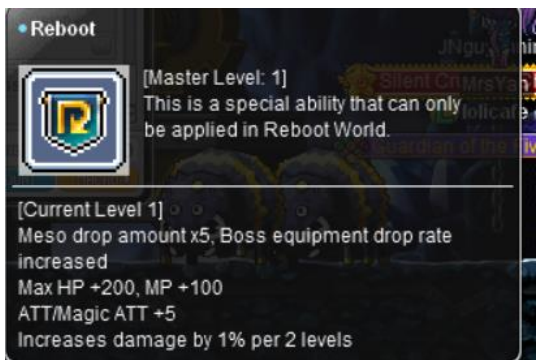 Reboot
[Master Level: 1]
This is a special ability that can only
be applied in Reboot World.
[Current Level 1]
Meso drop amount x5, Boss equipment drop rate
increased
Max HP +200, MP +100
ATT/Magic ATT +5
Increases damage by 1% per 2 levels